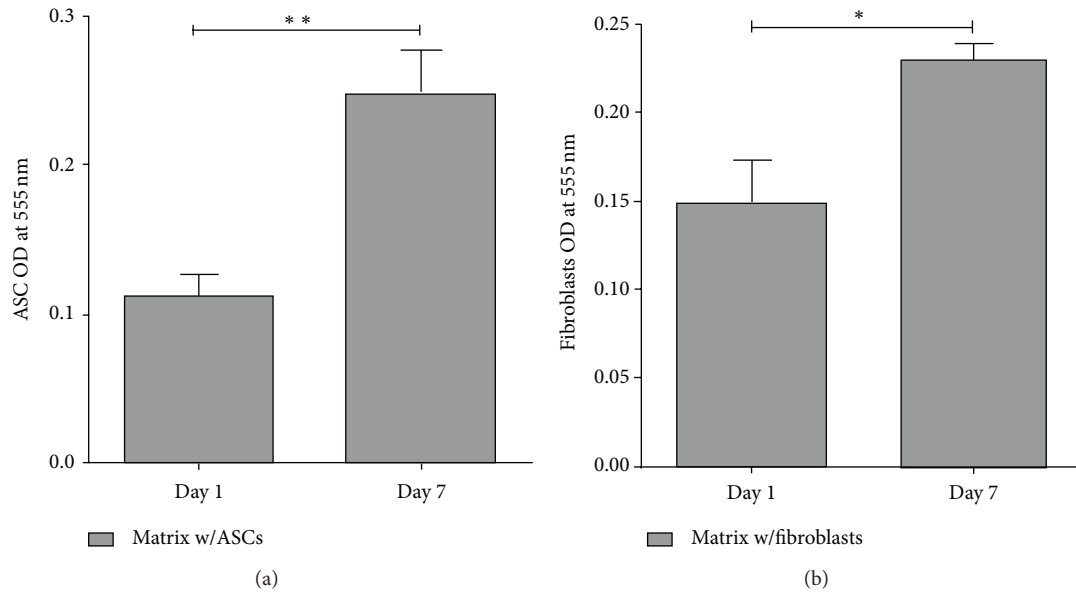 0.3
0.2
0.1
0.0
ASC OD at 555 nm
* *
Day 1
Day 7
Matrix w/ASCs
(a)
0.25
0.20
0.15
0.10
0.05
0.00
Fibroblasts OD at 555 nm
*
Day 1
Day 7
Matrix w/fibroblasts
(b)